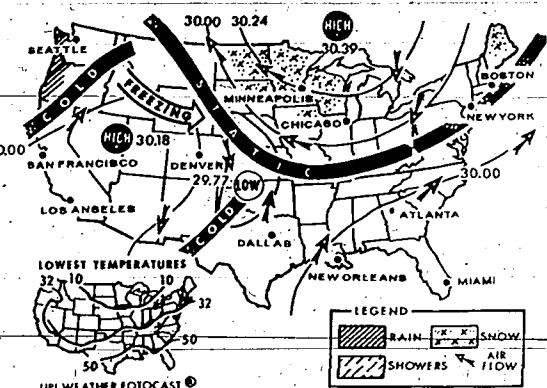 30.00 30.24
HIGH
30.39
SEATTLE
COLD
FREEZING
STATIC
MINNEAPOLIS
BOSTON
NEW YORK
CHICAGO
HIGH 30.18
SAN FRANCISCO
DENVER
29.77
LOW
30.00
LOS ANGELES
COLD
ATLANTA
DALLAS
NEW ORLEANS
MIAMI
LOWEST TEMPERATURES
32 10 10
32
50
50
LEGEND
RAIN SNOW
SHOWERS AIR FLOW
UPI WEATHER FOTOCAST